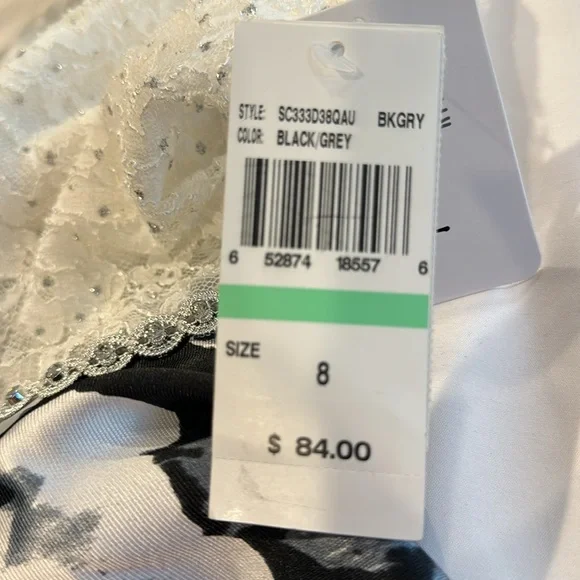 STYLE: SC333D38QAU BKGRY
COLOR: BLACK/GREY
6 52874 18557 6
SIZE 8
$ 84.00